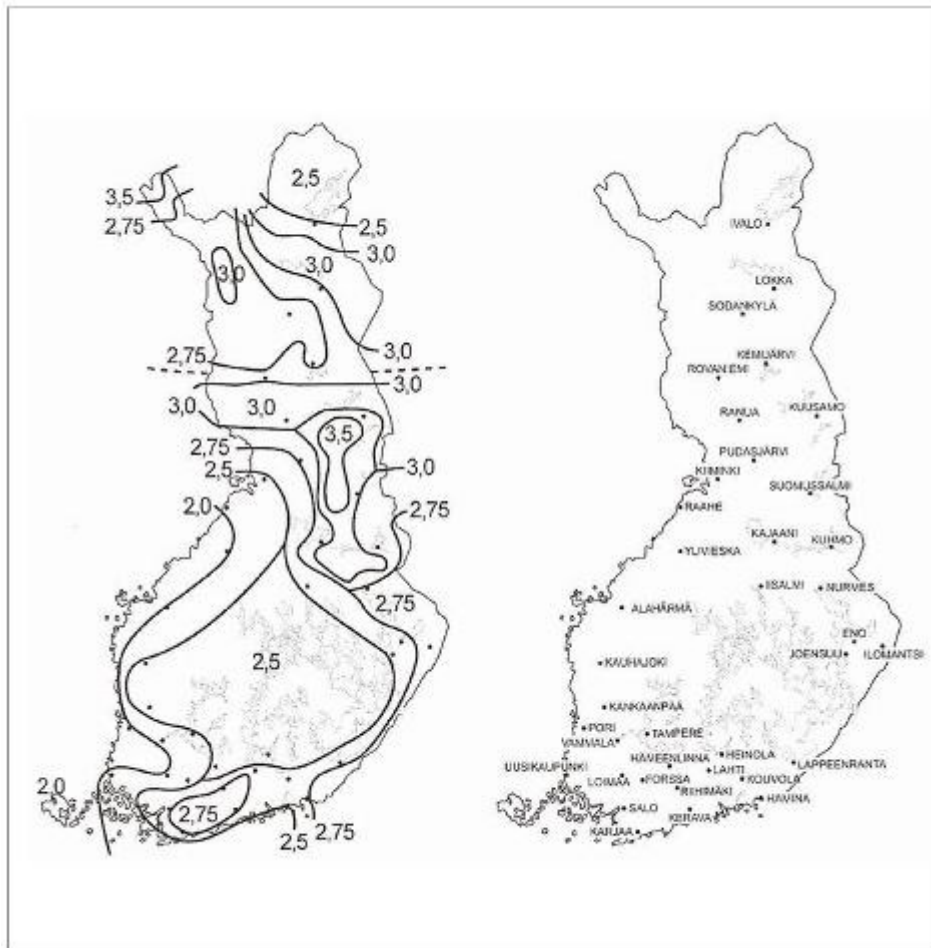 2,5
3,5
2,75
2,5
3,0
3,0
3,0
3,0
2,75
3,0
3,0
3,0
3,5
2,75
3,0
2,5
2,0
2,75
2,75
2,5
2,0
2,75
2,75
2,5
IVALO
LOKKA
SODANKYLÄ
KEMIJÄRVI
ROVANIEMI
RANUA
KUUSAMO
PUDASJÄRVI
KIIMINKI
SUOMUSSALMI
RAAHE
KAJAANI
KUHMO
YLIVIESKA
IISALMI
NURMES
ALAHÄRMÄ
ENO
JOENSUU
ILOMANTSI
KAUHAJOKI
KANKAANPÄÄ
PORI
TAMPERE
VAMMALA
HÄMEENLINNA
HEINOLA
UUSIKAUPUNKI
LAHTI
LAPPEENRANTA
LOIMAA
FORSSA
KOUVOLA
RIIHIMÄKI
HAMINA
SALO
KERAVA
KARJAA